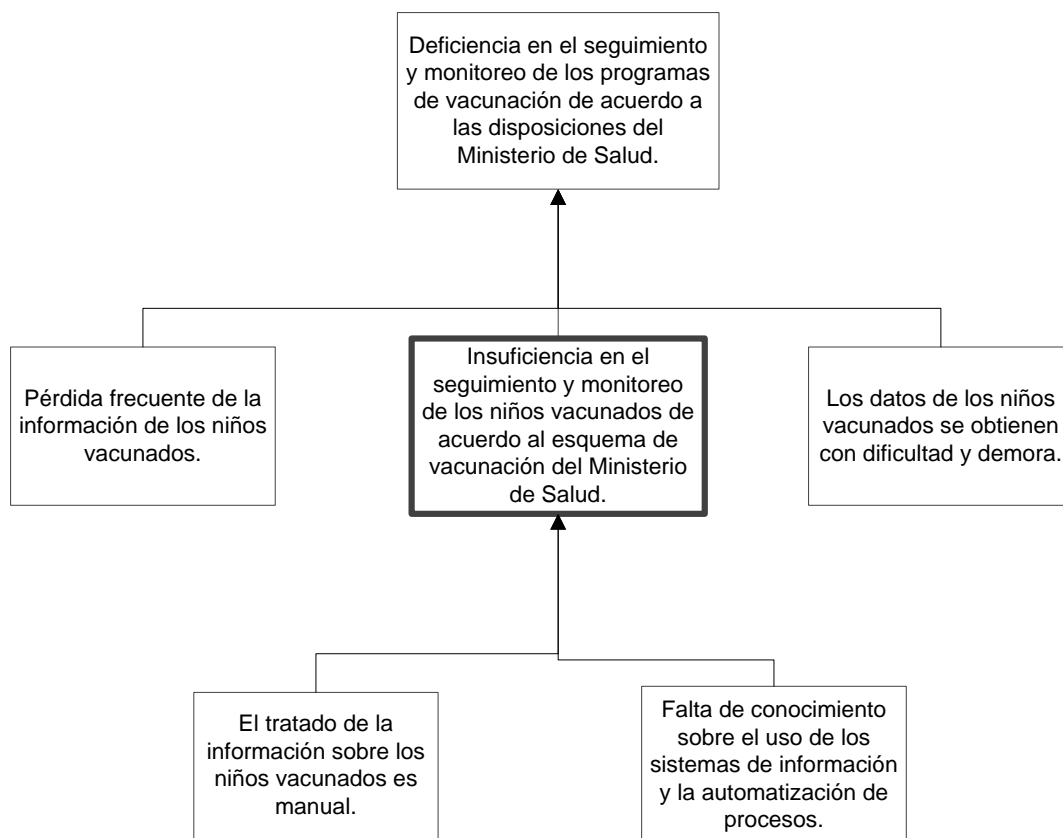 Deficiencia en el seguimiento
y monitoreo de los programas
de vacunación de acuerdo a
las disposiciones del
Ministerio de Salud.
Pérdida frecuente de la
información de los niños
vacunados.
Insuficiencia en el
seguimiento y monitoreo
de los niños vacunados de
acuerdo al esquema de
vacunación del Ministerio
de Salud.
Los datos de los niños
vacunados se obtienen
con dificultad y demora.
El tratado de la
información sobre los
niños vacunados es
manual.
Falta de conocimiento
sobre el uso de los
sistemas de información
y la automatización de
procesos.